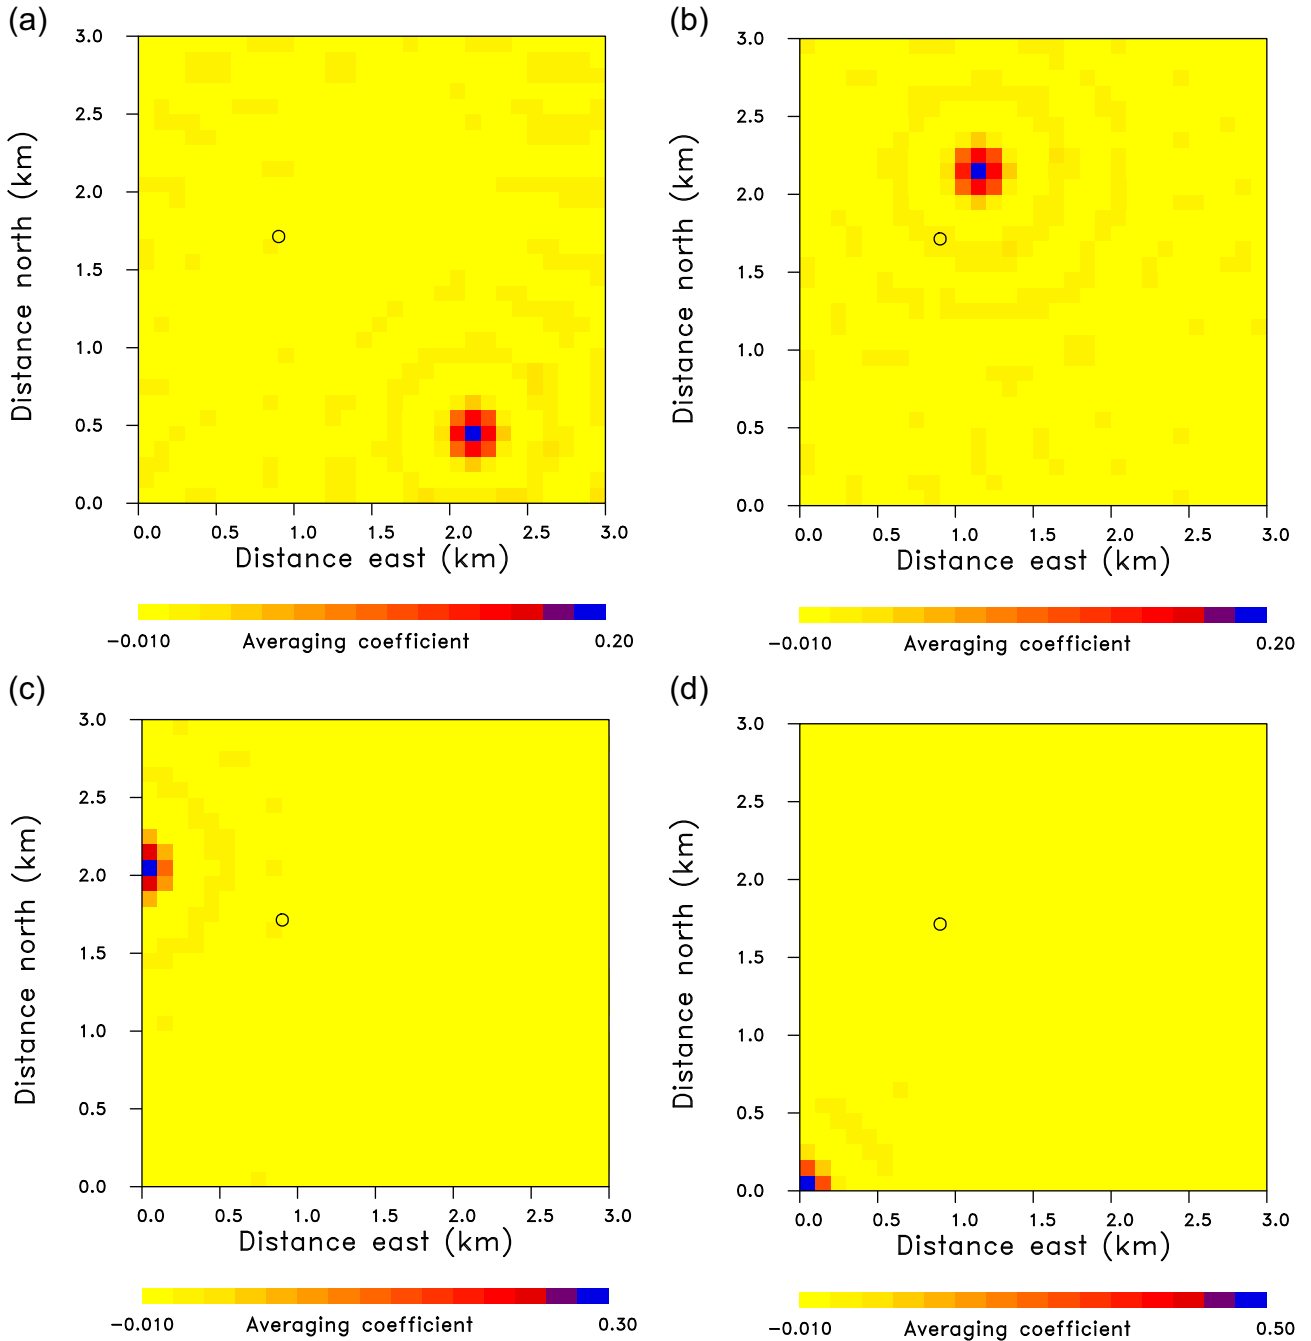 (a)
3.0
2.5
2.0
1.5
1.0
0.5
0.0
Distance north (km)
0.0 0.5 1.0 1.5 2.0 2.5 3.0
Distance east (km)
−0.010 Averaging coefficient 0.20
(b)
3.0
2.5
2.0
1.5
1.0
0.5
0.0
Distance north (km)
0.0 0.5 1.0 1.5 2.0 2.5 3.0
Distance east (km)
−0.010 Averaging coefficient 0.20
(c)
3.0
2.5
2.0
1.5
1.0
0.5
0.0
Distance north (km)
0.0 0.5 1.0 1.5 2.0 2.5 3.0
Distance east (km)
−0.010 Averaging coefficient 0.30
(d)
3.0
2.5
2.0
1.5
1.0
0.5
0.0
Distance north (km)
0.0 0.5 1.0 1.5 2.0 2.5 3.0
Distance east (km)
−0.010 Averaging coefficient 0.50